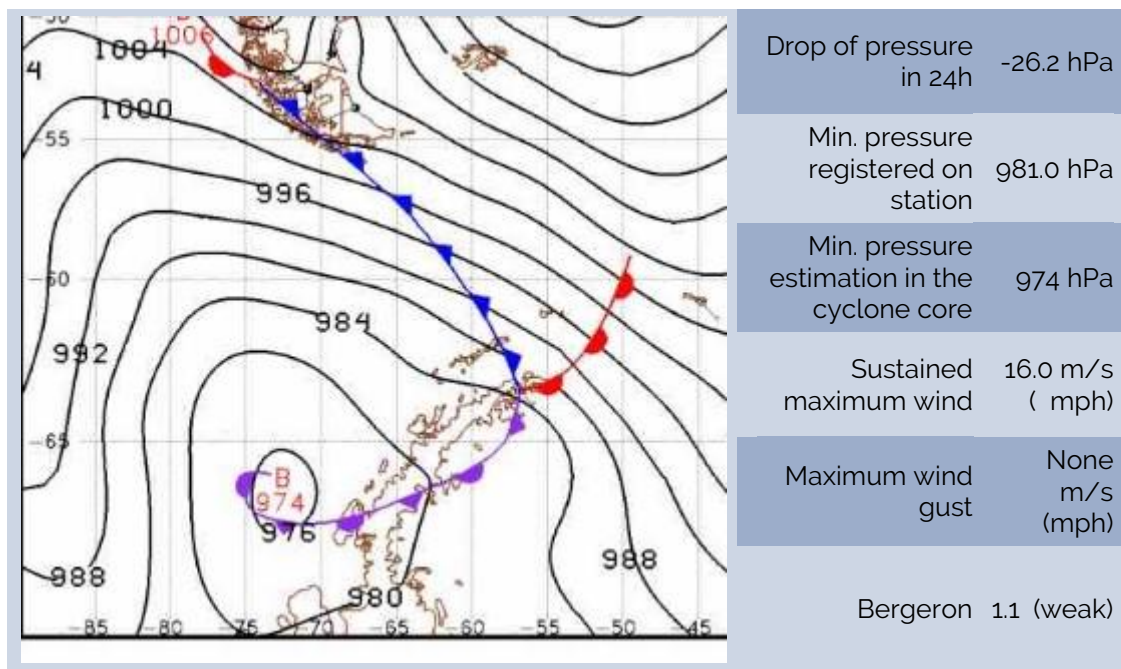 1006
1004
4
1000
-55
996
-60
984
992
-65
B
974
976
988
988
980
-85 -80 -75 -70 -65 -60 -55 -50 -45
Drop of pressure
in 24h
-26.2 hPa
Min. pressure
registered on
station
981.0 hPa
Min. pressure
estimation in the
cyclone core
974 hPa
Sustained
maximum wind
16.0 m/s
( mph)
Maximum wind
gust
None
m/s
(mph)
Bergeron
1.1 (weak)